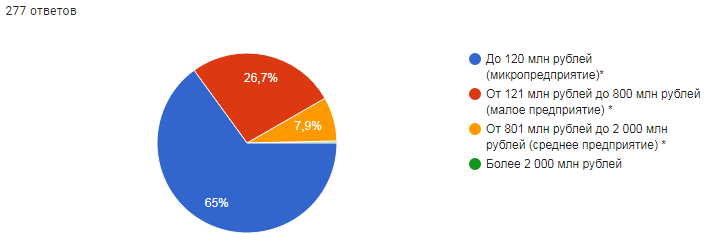 277 ответов
26,7%
7,9%
65%
До 120 млн рублей
(микропредприятие)*
От 121 млн рублей до 800 млн рублей
(малое предприятие) *
От 801 млн рублей до 2 000 млн
рублей (среднее предприятие) *
Более 2 000 млн рублей